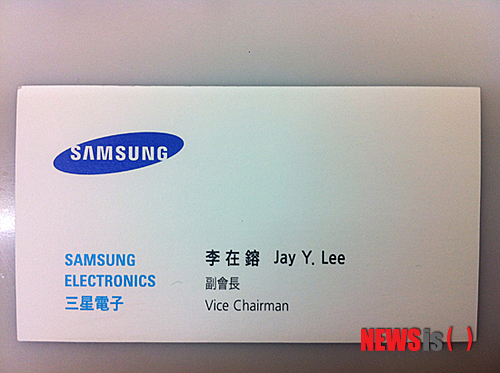 SAMSUNG
SAMSUNG
ELECTRONICS
三星電子
李在鎔 Jay Y. Lee
副會長
Vice Chairman
NEWSis( )